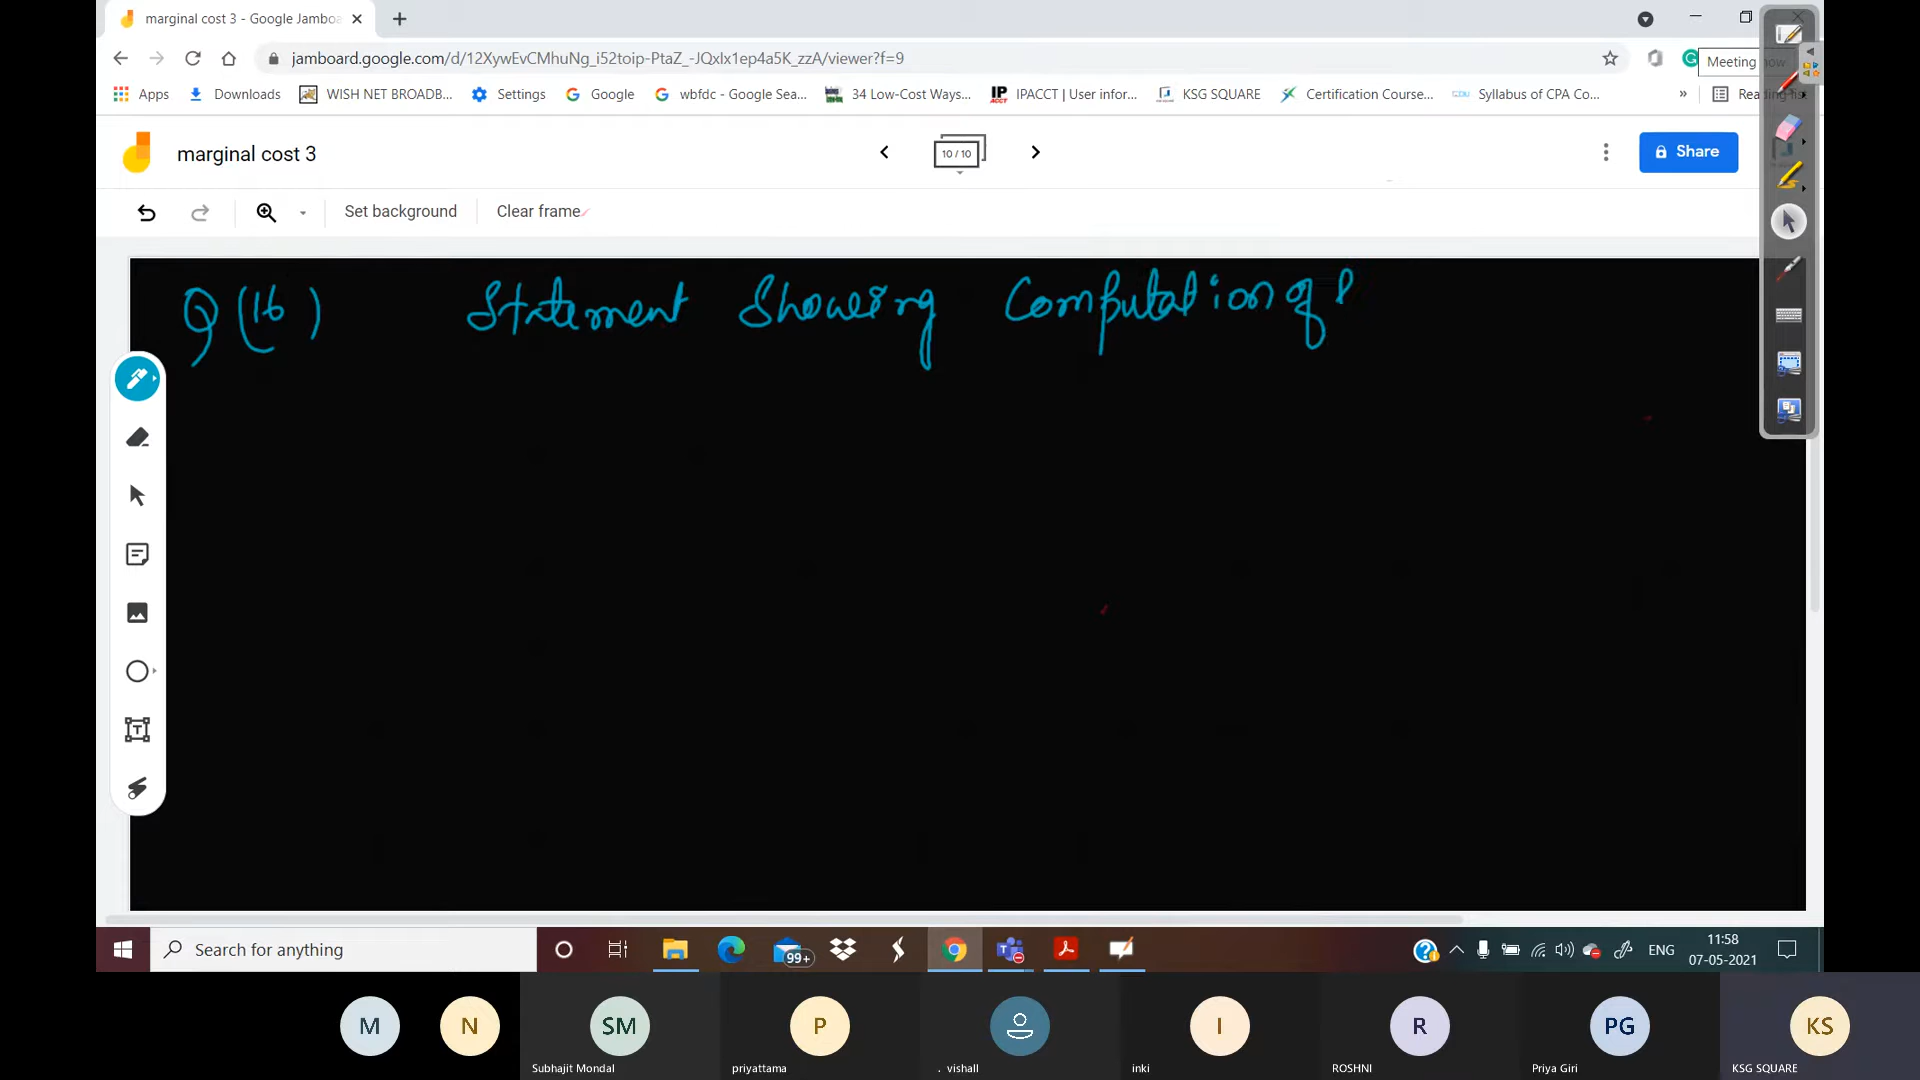 marginal cost 3 - Google Jambo
jamboard.google.com/d/12XywEvCMhuNg_i52toip-PtaZ_-JQxlx1ep4a5K_zzA/viewer?f=9
Meeting now
Apps Downloads WISH NET BROADB... Settings Google wbfdc - Google Sea... 34 Low-Cost Ways... IPACCT | User infor... KSG SQUARE Certification Course... Syllabus of CPA Co... » Reading list
marginal cost 3
10 / 10
Share
Set background Clear frame
Q (16) Statement Showing Computation of P
Search for anything
99+
ENG
11:58
07-05-2021
M N SM P I R PG KS
Subhajit Mondal priyattama . vishall inki ROSHNI Priya Giri KSG SQUARE